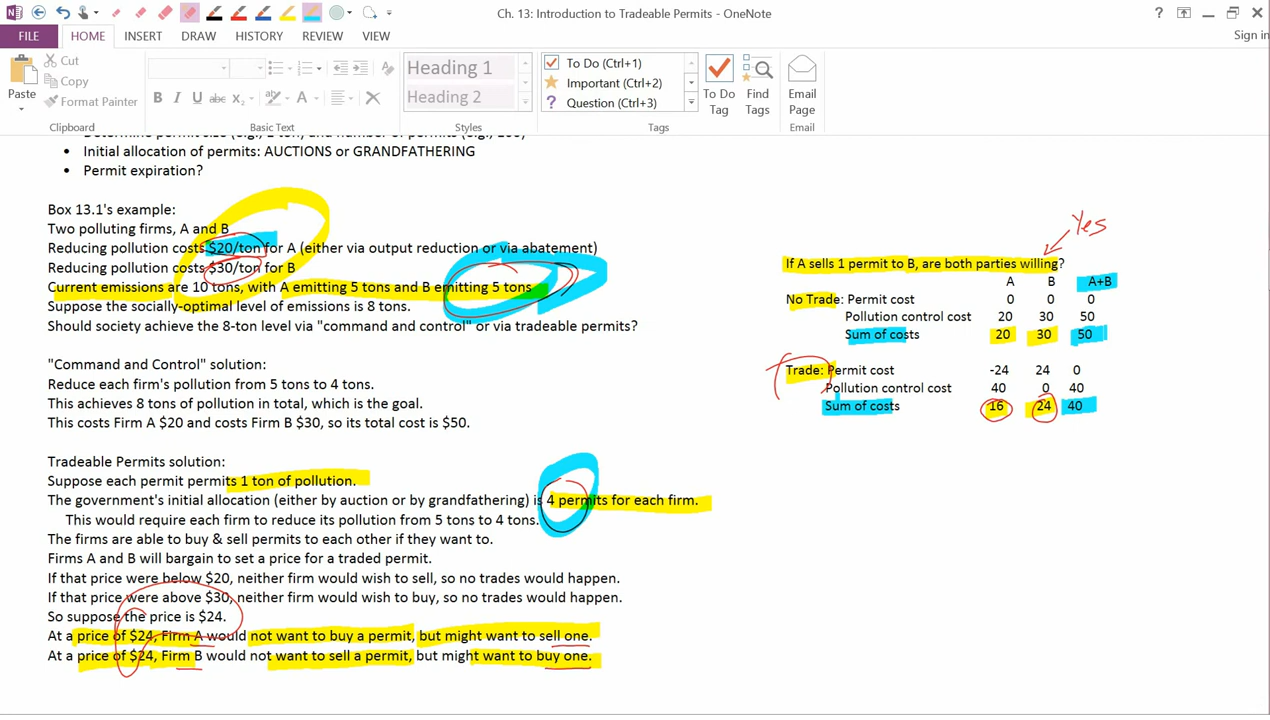 Ch. 13: Introduction to Tradeable Permits - OneNote
Sign in
FILE HOME INSERT DRAW HISTORY REVIEW VIEW
Paste
Cut
Copy
Format Painter
Clipboard
B I U abc x₂ A
Basic Text
Heading 1
Heading 2
Styles
To Do (Ctrl+1)
Important (Ctrl+2)
Question (Ctrl+3)
Tags
To Do Tag
Find Tags
Email Page
Email
• Initial allocation of permits: AUCTIONS or GRANDFATHERING
• Permit expiration?
Box 13.1's example:
Two polluting firms, A and B
Reducing pollution costs $20/ton for A (either via output reduction or via abatement)
Reducing pollution costs $30/ton for B
Current emissions are 10 tons, with A emitting 5 tons and B emitting 5 tons
Suppose the socially-optimal level of emissions is 8 tons.
Should society achieve the 8-ton level via "command and control" or via tradeable permits?
"Command and Control" solution:
Reduce each firm's pollution from 5 tons to 4 tons.
This achieves 8 tons of pollution in total, which is the goal.
This costs Firm A $20 and costs Firm B $30, so its total cost is $50.
Tradeable Permits solution:
Suppose each permit permits 1 ton of pollution.
The government's initial allocation (either by auction or by grandfathering) is 4 permits for each firm.
This would require each firm to reduce its pollution from 5 tons to 4 tons.
The firms are able to buy & sell permits to each other if they want to.
Firms A and B will bargain to set a price for a traded permit.
If that price were below $20, neither firm would wish to sell, so no trades would happen.
If that price were above $30, neither firm would wish to buy, so no trades would happen.
So suppose the price is $24.
At a price of $24, Firm A would not want to buy a permit, but might want to sell one.
At a price of $24, Firm B would not want to sell a permit, but might want to buy one.
Yes
If A sells 1 permit to B, are both parties willing?
A B A+B
No Trade: Permit cost 0 0 0
Pollution control cost 20 30 50
Sum of costs 20 30 50
Trade: Permit cost -24 24 0
Pollution control cost 40 0 40
Sum of costs 16 24 40